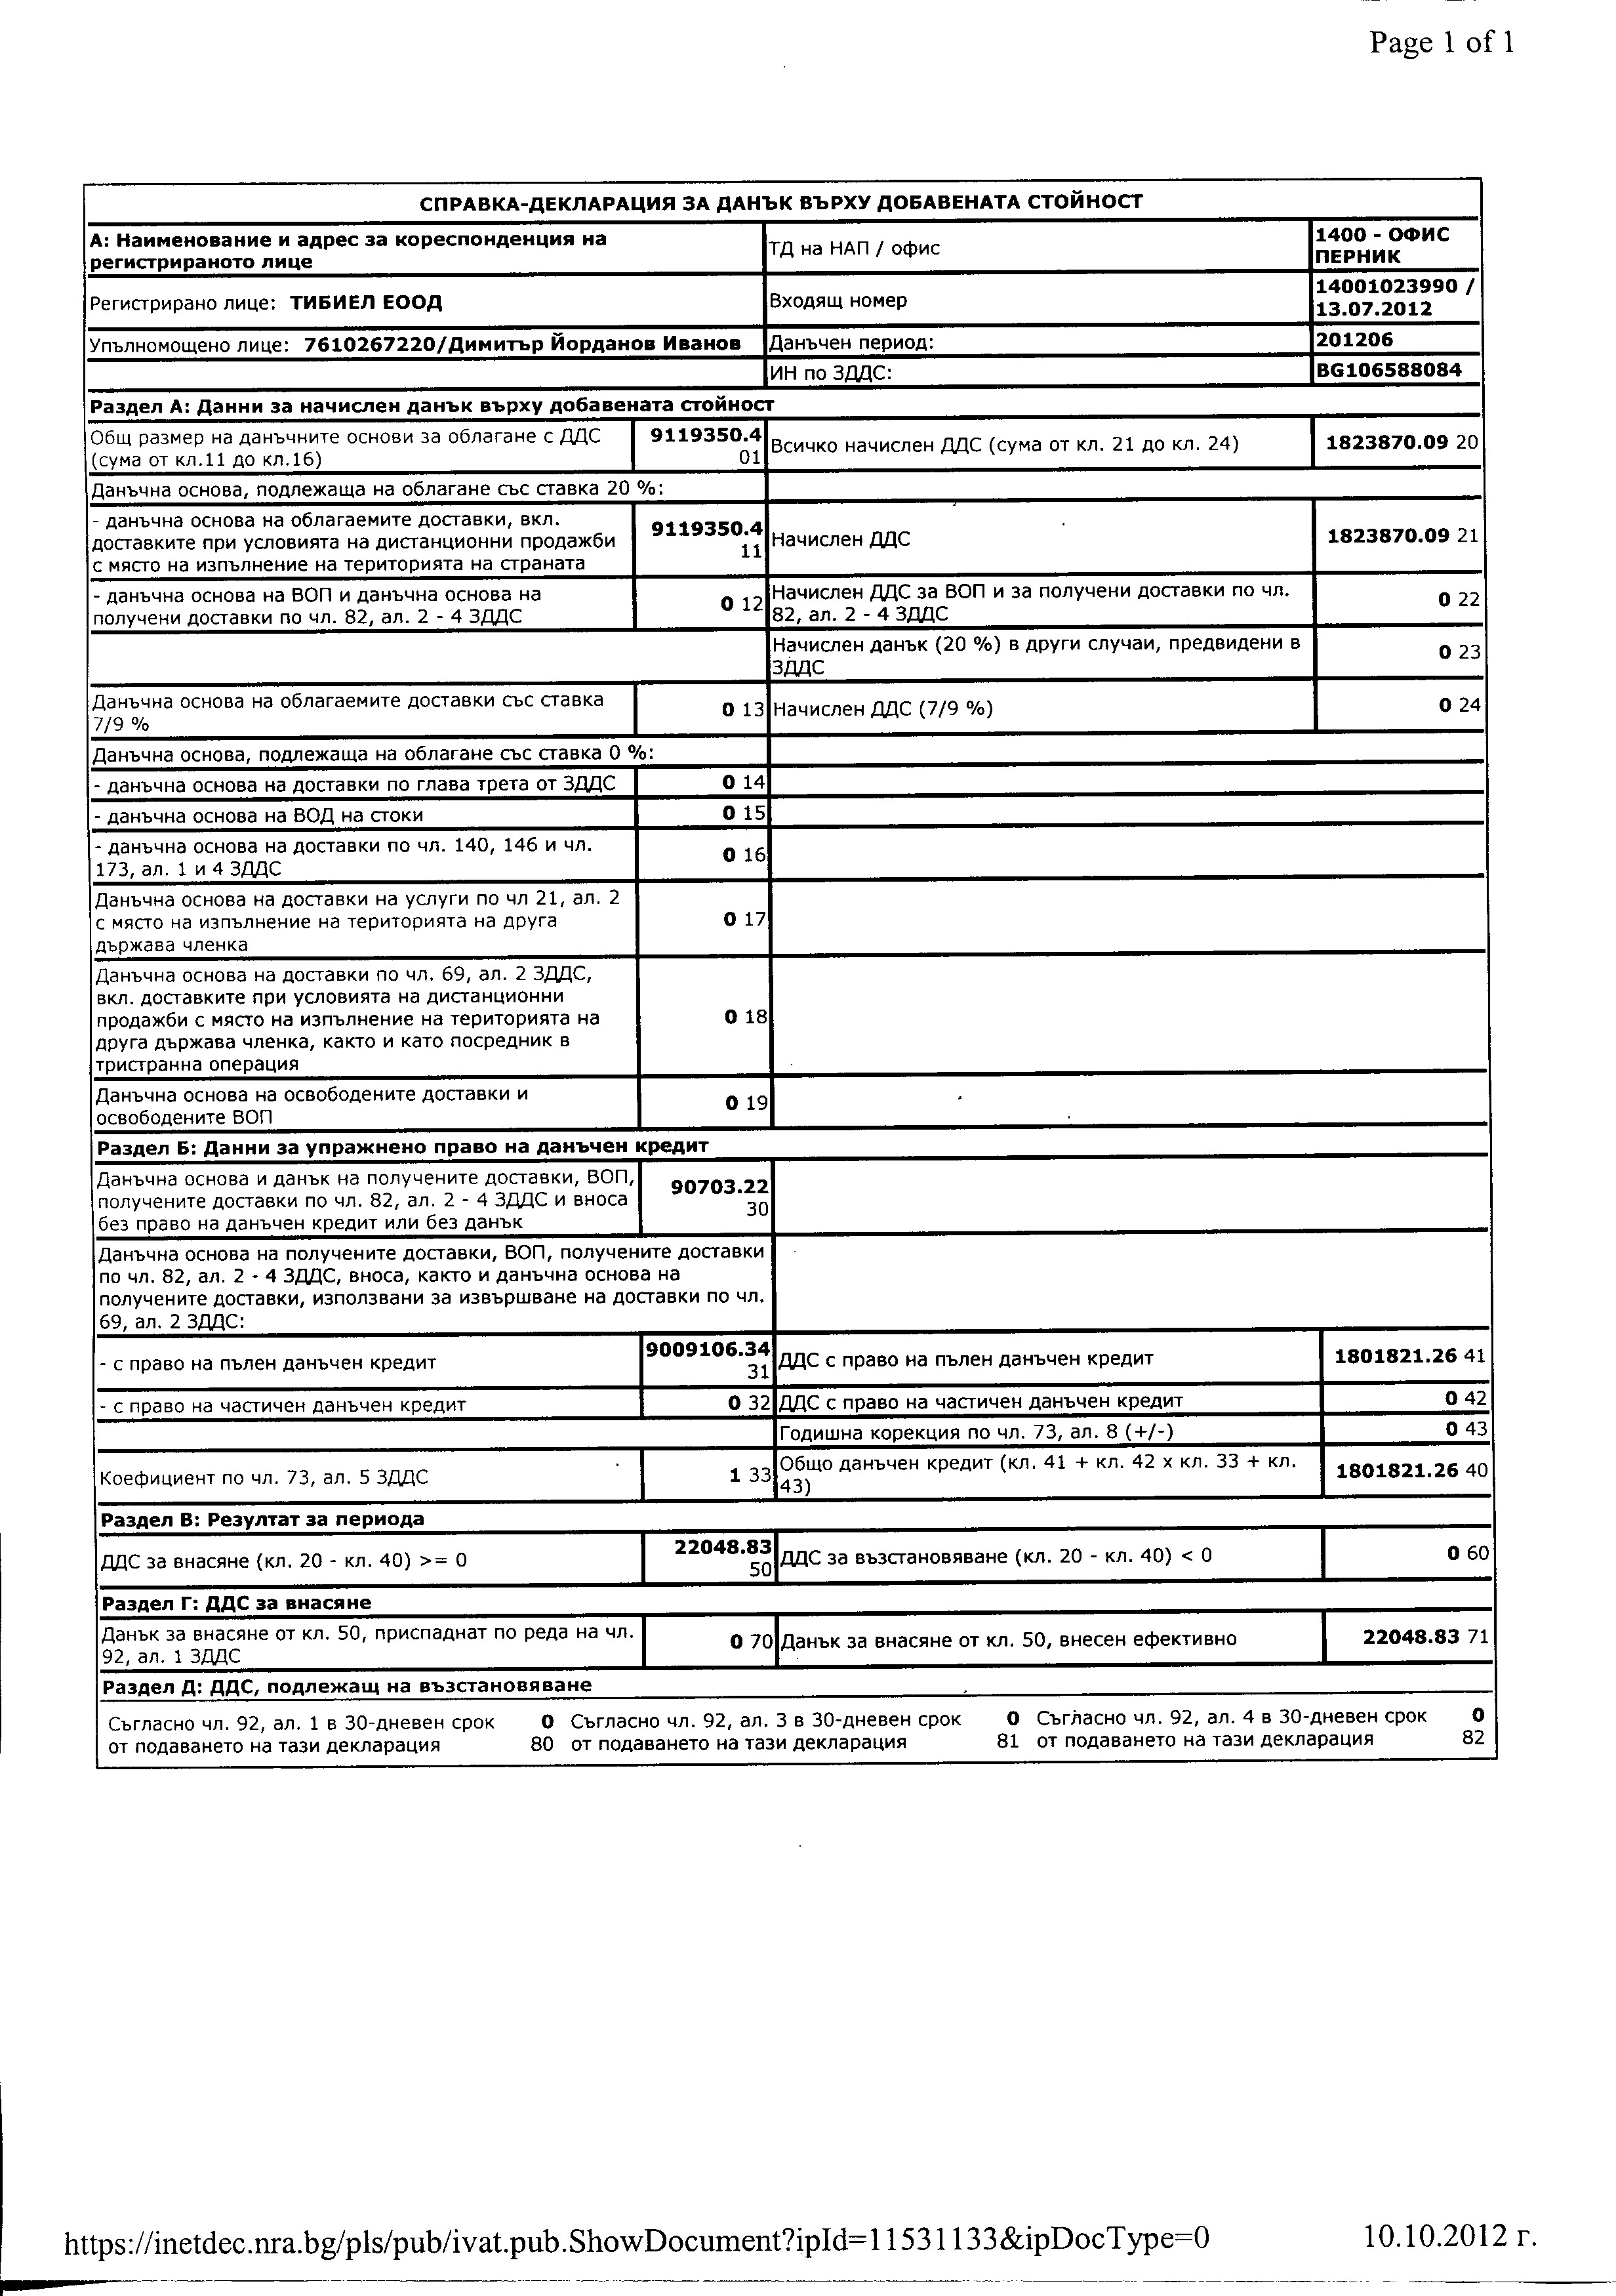 Page 1 of 1
СПРАВКА-ДЕКЛАРАЦИЯ ЗА ДАНЪК ВЪРХУ ДОБАВЕНАТА СТОЙНОСТ
А: Наименование и адрес за кореспонденция на
регистрираното лице
ТД на НАП / офис
1400 - ОФИС
ПЕРНИК
Регистрирано лице: ТИБИЕЛ ЕООД
Входящ номер
14001023990 /
13.07.2012
Упълномощено лице: 7610267220/Димитър Йорданов Иванов
Данъчен период:
201206
ИН по ЗДДС:
BG106588084
Раздел А: Данни за начислен данък върху добавената стойност
Общ размер на данъчните основи за облагане с ДДС
(сума от кл.11 до кл.16)
9119350.4
01
Всичко начислен ДДС (сума от кл. 21 до кл. 24)
1823870.09 20
Данъчна основа, подлежаща на облагане със ставка 20 %:
- данъчна основа на облагаемите доставки, вкл.
доставките при условията на дистанционни продажби
с място на изпълнение на територията на страната
9119350.4
11
Начислен ДДС
1823870.09 21
- данъчна основа на ВОП и данъчна основа на
получени доставки по чл. 82, ал. 2 - 4 ЗДДС
0 12
Начислен ДДС за ВОП и за получени доставки по чл.
82, ал. 2 - 4 ЗДДС
0 22
Начислен данък (20 %) в други случаи, предвидени в
ЗДДС
0 23
Данъчна основа на облагаемите доставки със ставка
7/9 %
0 13
Начислен ДДС (7/9 %)
0 24
Данъчна основа, подлежаща на облагане със ставка 0 %:
- данъчна основа на доставки по глава трета от ЗДДС
0 14
- данъчна основа на ВОД на стоки
0 15
- данъчна основа на доставки по чл. 140, 146 и чл.
173, ал. 1 и 4 ЗДДС
0 16
Данъчна основа на доставки на услуги по чл 21, ал. 2
с място на изпълнение на територията на друга
държава членка
0 17
Данъчна основа на доставки по чл. 69, ал. 2 ЗДДС,
вкл. доставките при условията на дистанционни
продажби с място на изпълнение на територията на
друга държава членка, както и като посредник в
тристранна операция
0 18
Данъчна основа на освободените доставки и
освободените ВОП
0 19
Раздел Б: Данни за упражнено право на данъчен кредит
Данъчна основа и данък на получените доставки, ВОП,
получените доставки по чл. 82, ал. 2 - 4 ЗДДС и вноса
без право на данъчен кредит или без данък
90703.22
30
Данъчна основа на получените доставки, ВОП, получените доставки
по чл. 82, ал. 2 - 4 ЗДДС, вноса, както и данъчна основа на
получените доставки, използвани за извършване на доставки по чл.
69, ал. 2 ЗДДС:
- с право на пълен данъчен кредит
9009106.34
31
ДДС с право на пълен данъчен кредит
1801821.26 41
- с право на частичен данъчен кредит
0 32
ДДС с право на частичен данъчен кредит
0 42
Годишна корекция по чл. 73, ал. 8 (+/-)
0 43
Коефициент по чл. 73, ал. 5 ЗДДС
1 33
Общо данъчен кредит (кл. 41 + кл. 42 x кл. 33 + кл.
43)
1801821.26 40
Раздел В: Резултат за периода
ДДС за внасяне (кл. 20 - кл. 40) >= 0
22048.83
50
ДДС за възстановяване (кл. 20 - кл. 40) < 0
0 60
Раздел Г: ДДС за внасяне
Данък за внасяне от кл. 50, приспаднат по реда на чл.
92, ал. 1 ЗДДС
0 70
Данък за внасяне от кл. 50, внесен ефективно
22048.83 71
Раздел Д: ДДС, подлежащ на възстановяване
Съгласно чл. 92, ал. 1 в 30-дневен срок
от подаването на тази декларация
0
80
Съгласно чл. 92, ал. 3 в 30-дневен срок
от подаването на тази декларация
0
81
Съгласно чл. 92, ал. 4 в 30-дневен срок
от подаването на тази декларация
0
82
https://inetdec.nra.bg/pls/pub/ivat.pub.ShowDocument?ipId=11531133&ipDocType=0
10.10.2012 г.